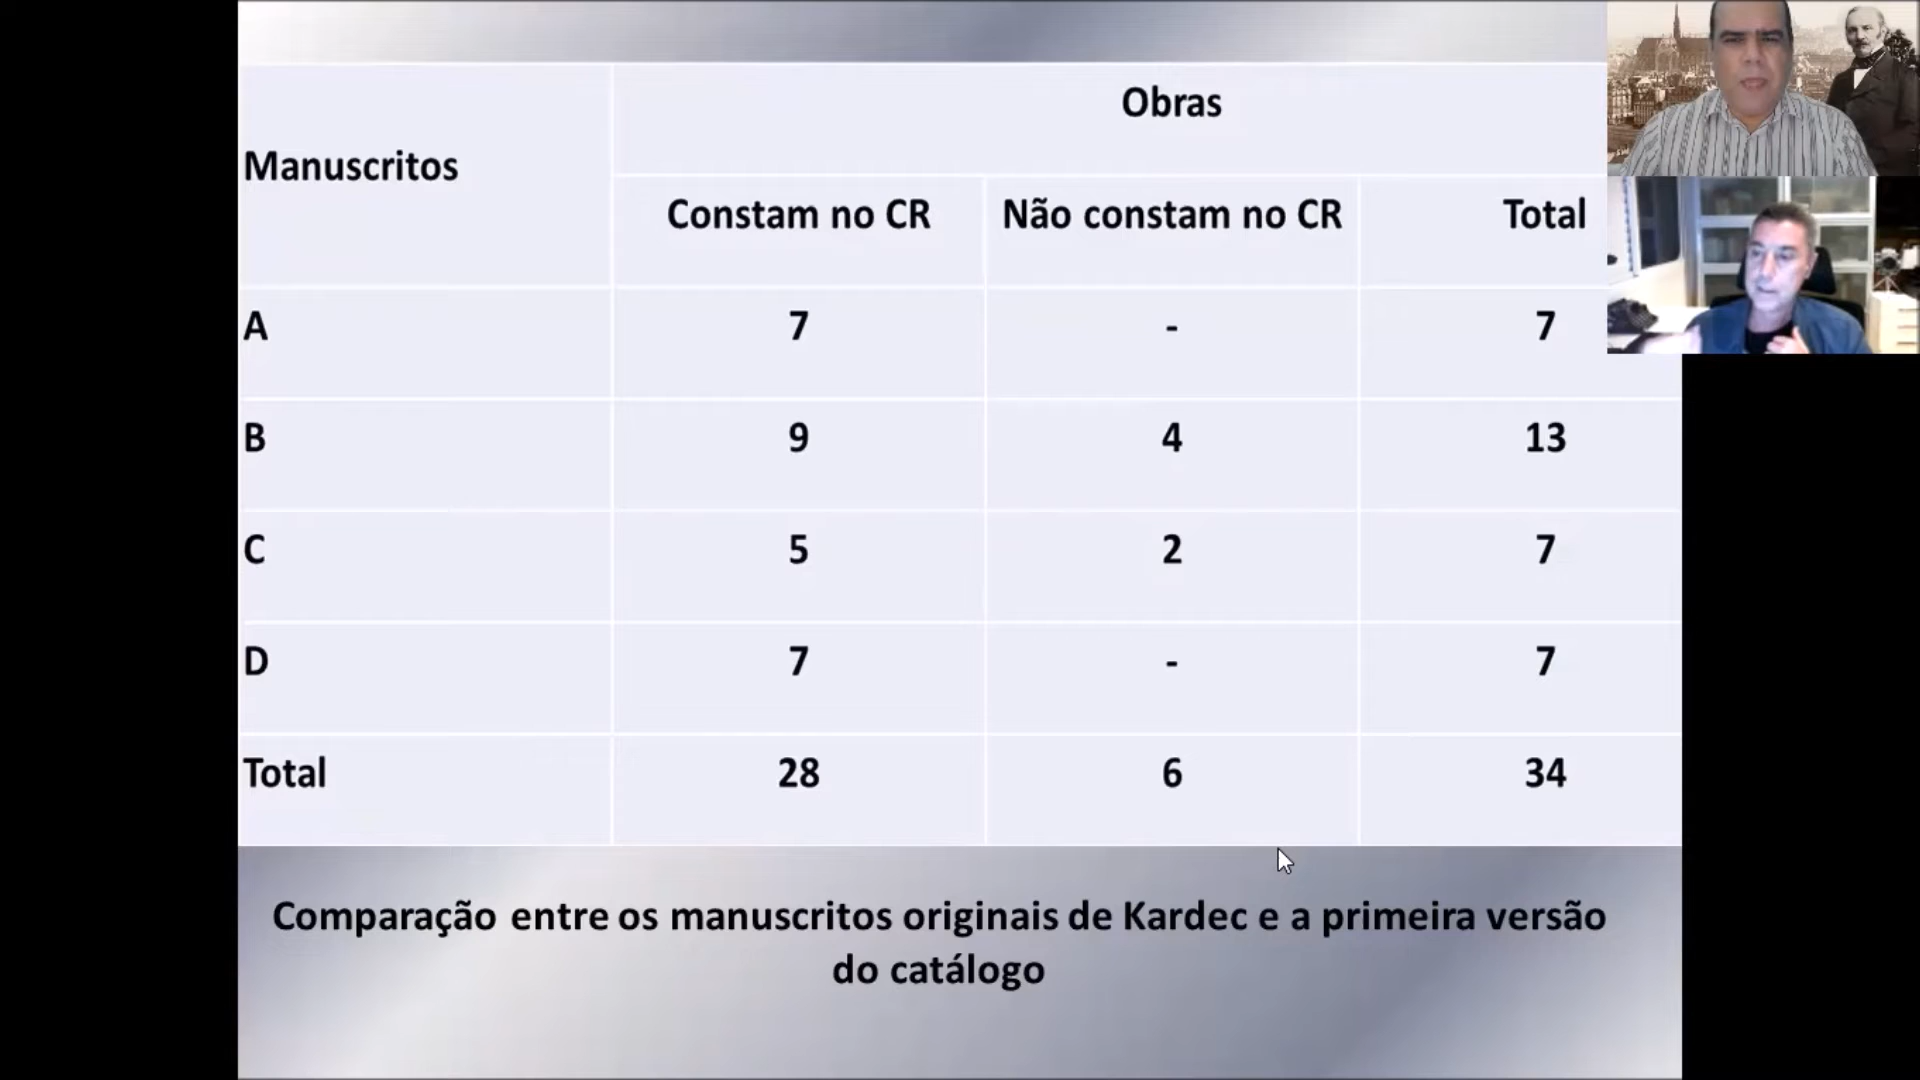 Manuscritos
Obras
Constam no CR
Não constam no CR
Total
A
7
-
7
B
9
4
13
C
5
2
7
D
7
-
7
Total
28
6
34
Comparação entre os manuscritos originais de Kardec e a primeira versão
do catálogo